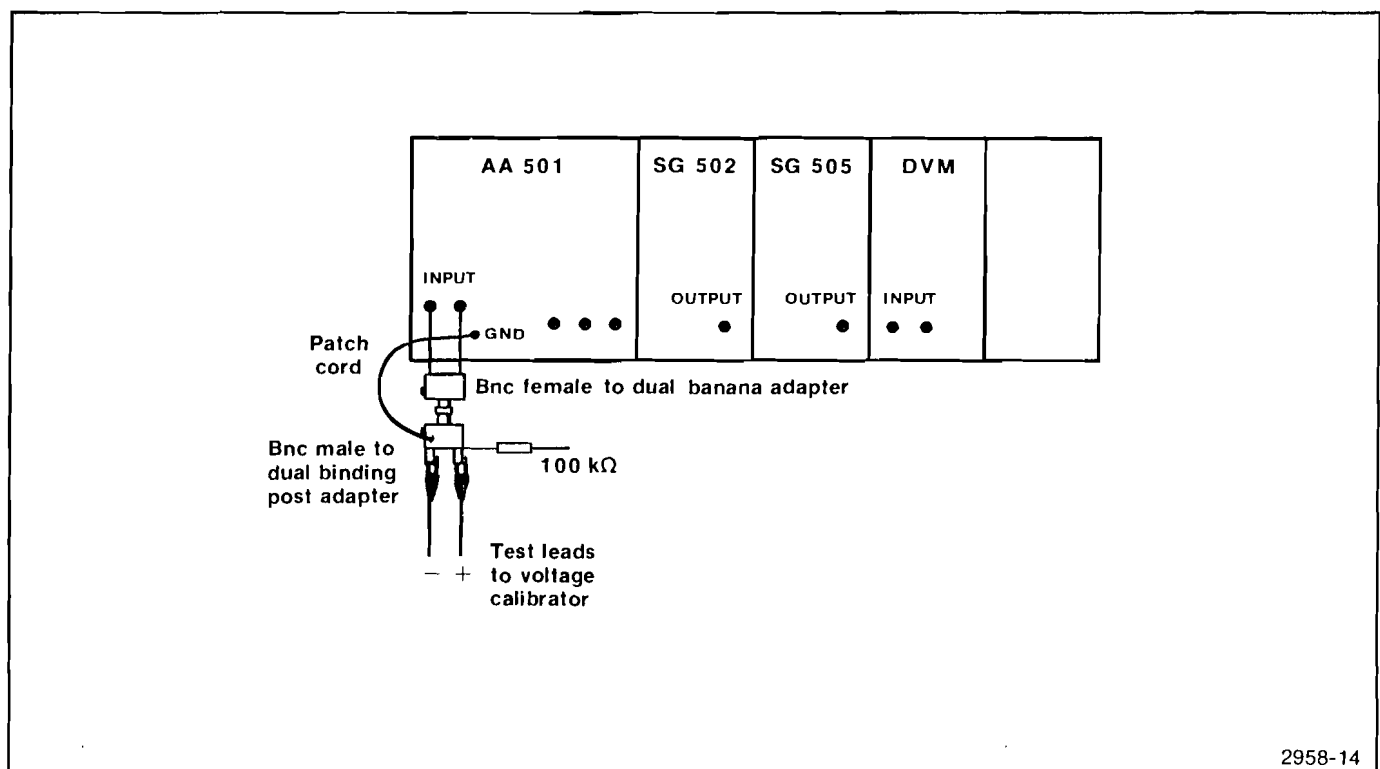 AA 501
SG 502
SG 505
DVM
INPUT
OUTPUT
OUTPUT
INPUT
GND
Patch
cord
Bnc female to dual banana adapter
Bnc male to
dual binding
post adapter
100 kΩ
Test leads
to voltage
calibrator
− +
2958-14